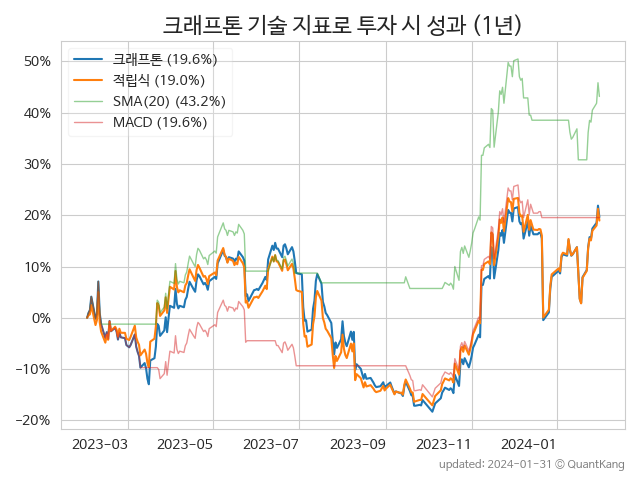 크래프톤 기술 지표로 투자 시 성과 (1년)
크래프톤 (19.6%)
적립식 (19.0%)
SMA(20) (43.2%)
MACD (19.6%)
50%
40%
30%
20%
10%
0%
−10%
−20%
2023-03 2023-05 2023-07 2023-09 2023-11 2024-01
updated: 2024-01-31 © QuantKang